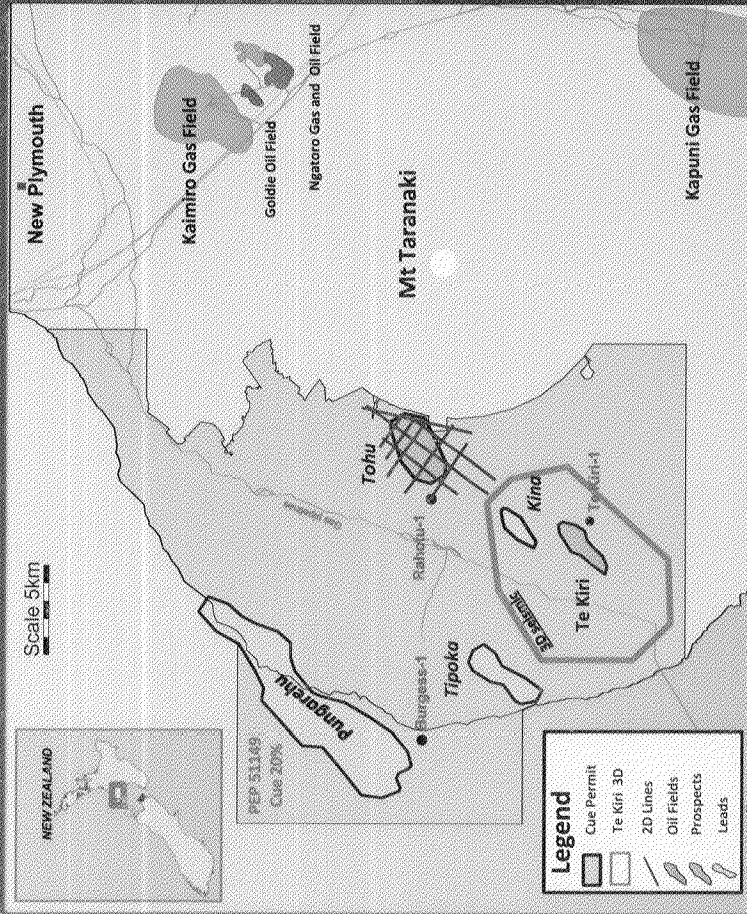 NEW ZEALAND
Scale 5km
New Plymouth
Kaimiro Gas Field
Goldie Oil Field
Ngatoro Gas and Oil Field
Mt Taranaki
Kapuni Gas Field
PEP 51149
Cue 20%
Pungarehu
Burgess-1
Tipoka
Gas pipeline
Rahotu-1
Tohu
Kina
Te Kiri-1
Te Kiri
3D seismic
Legend
Cue Permit
Te Kiri 3D
2D Lines
Oil Fields
Prospects
Leads